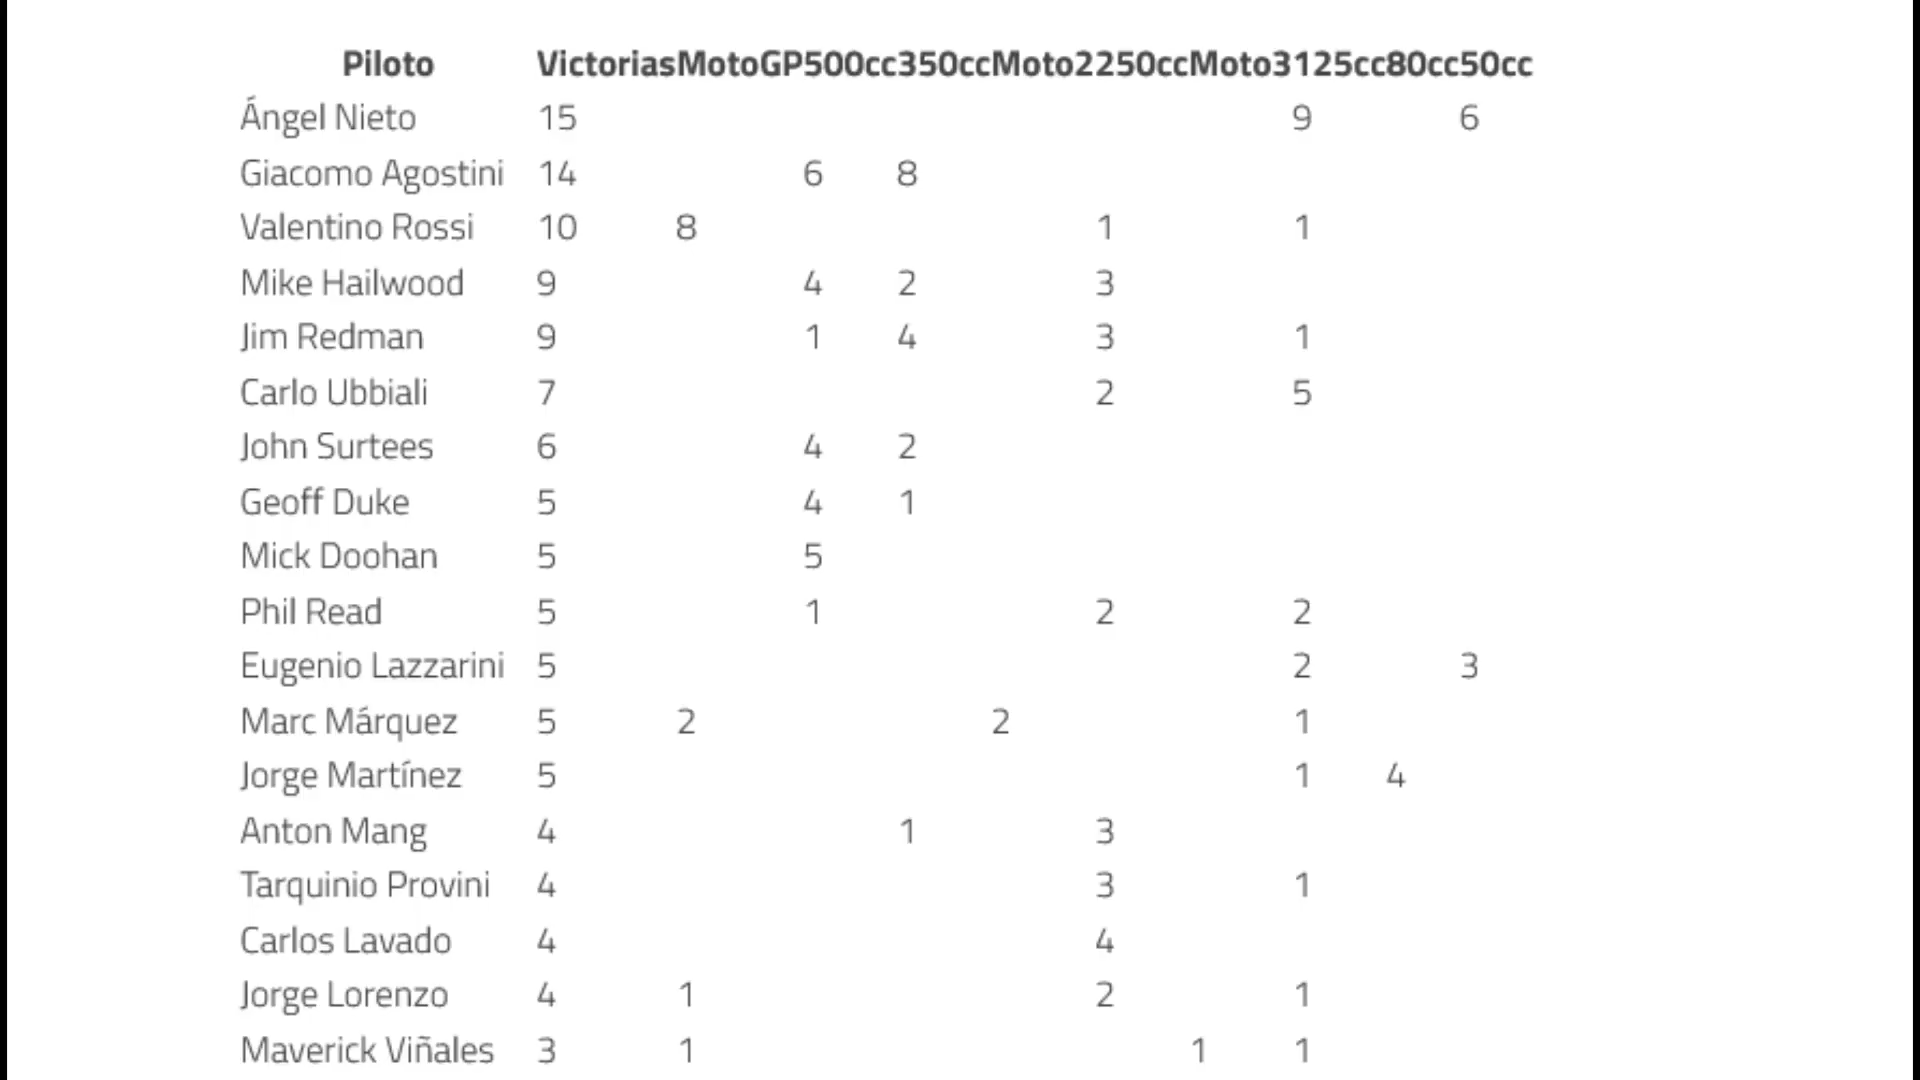 Piloto VictoriasMotoGP500cc350ccMoto2250ccMoto3125cc80cc50cc
Ángel Nieto 15 9 6
Giacomo Agostini 14 6 8
Valentino Rossi 10 8 1 1
Mike Hailwood 9 4 2 3
Jim Redman 9 1 4 3 1
Carlo Ubbiali 7 2 5
John Surtees 6 4 2
Geoff Duke 5 4 1
Mick Doohan 5 5
Phil Read 5 1 2 2
Eugenio Lazzarini 5 2 3
Marc Márquez 5 2 2 1
Jorge Martínez 5 1 4
Anton Mang 4 1 3
Tarquinio Provini 4 3 1
Carlos Lavado 4 4
Jorge Lorenzo 4 1 2 1
Maverick Viñales 3 1 1 1